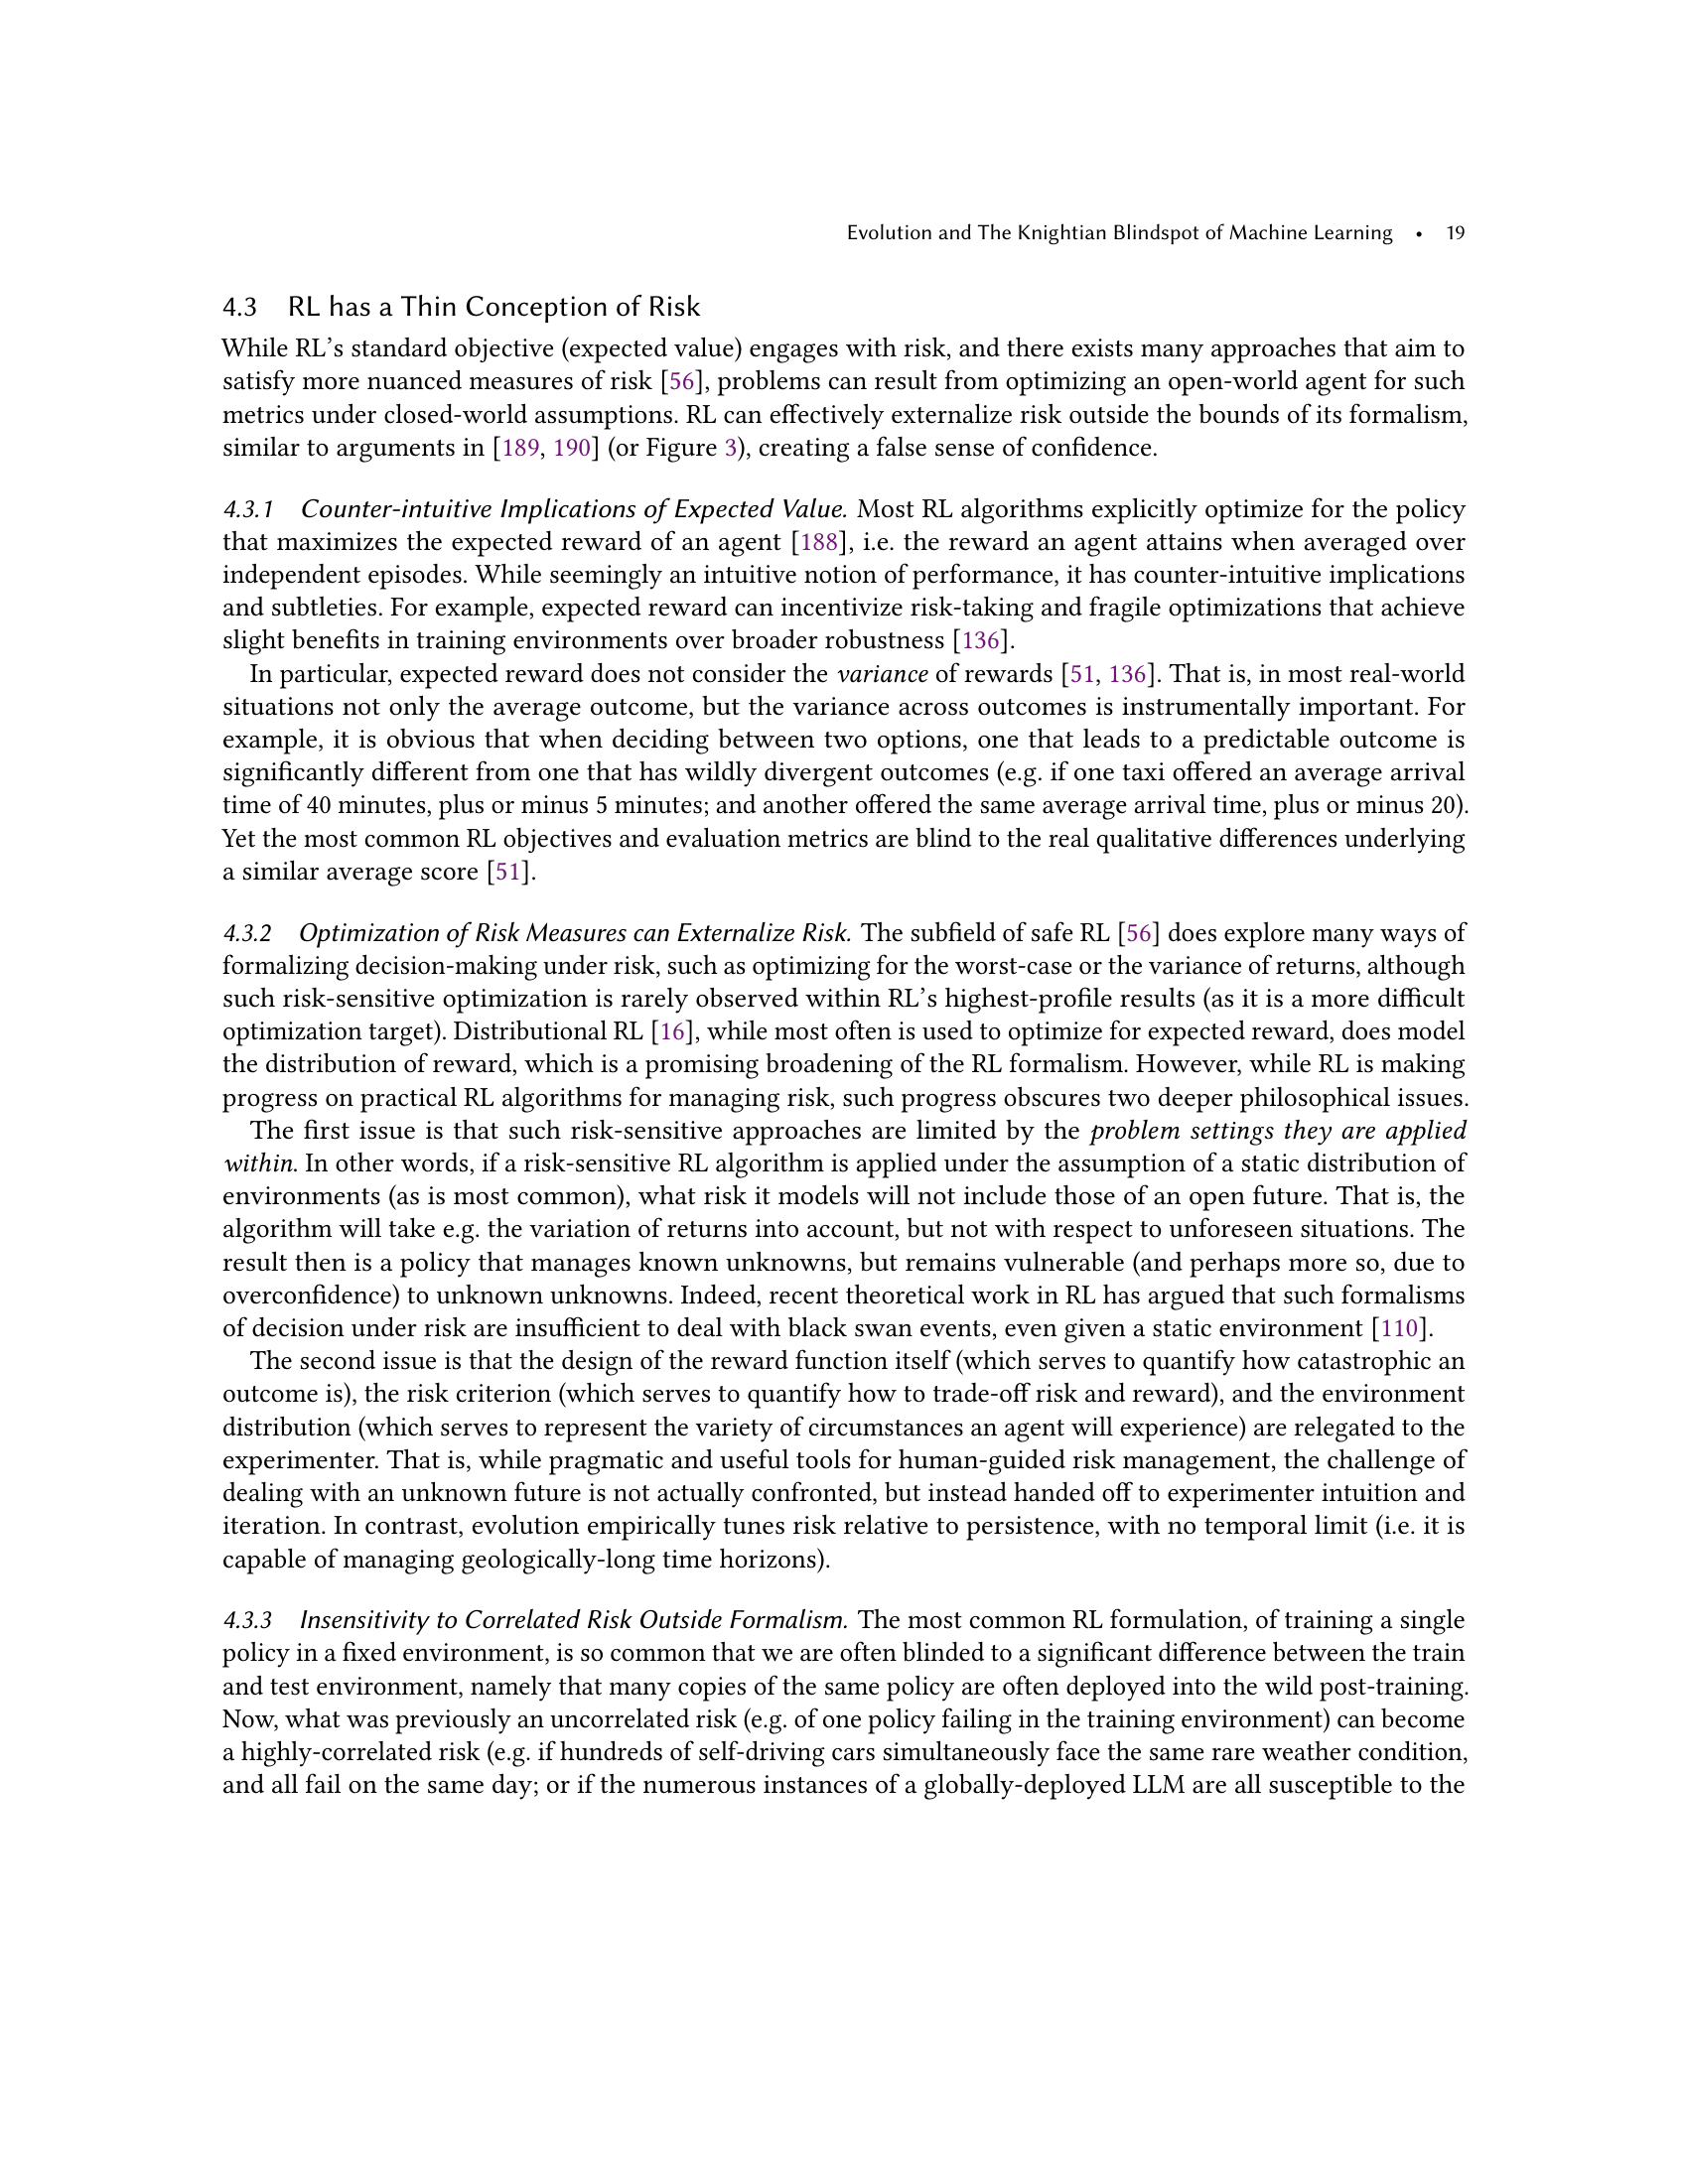 Evolution and The Knightian Blindspot of Machine Learning • 19
4.3 RL has a Thin Conception of Risk
While RL's standard objective (expected value) engages with risk, and there exists many approaches that aim to
satisfy more nuanced measures of risk [56], problems can result from optimizing an open-world agent for such
metrics under closed-world assumptions. RL can effectively externalize risk outside the bounds of its formalism,
similar to arguments in [189, 190] (or Figure 3), creating a false sense of confidence.
4.3.1 Counter-intuitive Implications of Expected Value. Most RL algorithms explicitly optimize for the policy
that maximizes the expected reward of an agent [188], i.e. the reward an agent attains when averaged over
independent episodes. While seemingly an intuitive notion of performance, it has counter-intuitive implications
and subtleties. For example, expected reward can incentivize risk-taking and fragile optimizations that achieve
slight benefits in training environments over broader robustness [136].
In particular, expected reward does not consider the variance of rewards [51, 136]. That is, in most real-world
situations not only the average outcome, but the variance across outcomes is instrumentally important. For
example, it is obvious that when deciding between two options, one that leads to a predictable outcome is
significantly different from one that has wildly divergent outcomes (e.g. if one taxi offered an average arrival
time of 40 minutes, plus or minus 5 minutes; and another offered the same average arrival time, plus or minus 20).
Yet the most common RL objectives and evaluation metrics are blind to the real qualitative differences underlying
a similar average score [51].
4.3.2 Optimization of Risk Measures can Externalize Risk. The subfield of safe RL [56] does explore many ways of
formalizing decision-making under risk, such as optimizing for the worst-case or the variance of returns, although
such risk-sensitive optimization is rarely observed within RL's highest-profile results (as it is a more difficult
optimization target). Distributional RL [16], while most often is used to optimize for expected reward, does model
the distribution of reward, which is a promising broadening of the RL formalism. However, while RL is making
progress on practical RL algorithms for managing risk, such progress obscures two deeper philosophical issues.
The first issue is that such risk-sensitive approaches are limited by the problem settings they are applied
within. In other words, if a risk-sensitive RL algorithm is applied under the assumption of a static distribution of
environments (as is most common), what risk it models will not include those of an open future. That is, the
algorithm will take e.g. the variation of returns into account, but not with respect to unforeseen situations. The
result then is a policy that manages known unknowns, but remains vulnerable (and perhaps more so, due to
overconfidence) to unknown unknowns. Indeed, recent theoretical work in RL has argued that such formalisms
of decision under risk are insufficient to deal with black swan events, even given a static environment [110].
The second issue is that the design of the reward function itself (which serves to quantify how catastrophic an
outcome is), the risk criterion (which serves to quantify how to trade-off risk and reward), and the environment
distribution (which serves to represent the variety of circumstances an agent will experience) are relegated to the
experimenter. That is, while pragmatic and useful tools for human-guided risk management, the challenge of
dealing with an unknown future is not actually confronted, but instead handed off to experimenter intuition and
iteration. In contrast, evolution empirically tunes risk relative to persistence, with no temporal limit (i.e. it is
capable of managing geologically-long time horizons).
4.3.3 Insensitivity to Correlated Risk Outside Formalism. The most common RL formulation, of training a single
policy in a fixed environment, is so common that we are often blinded to a significant difference between the train
and test environment, namely that many copies of the same policy are often deployed into the wild post-training.
Now, what was previously an uncorrelated risk (e.g. of one policy failing in the training environment) can become
a highly-correlated risk (e.g. if hundreds of self-driving cars simultaneously face the same rare weather condition,
and all fail on the same day; or if the numerous instances of a globally-deployed LLM are all susceptible to the